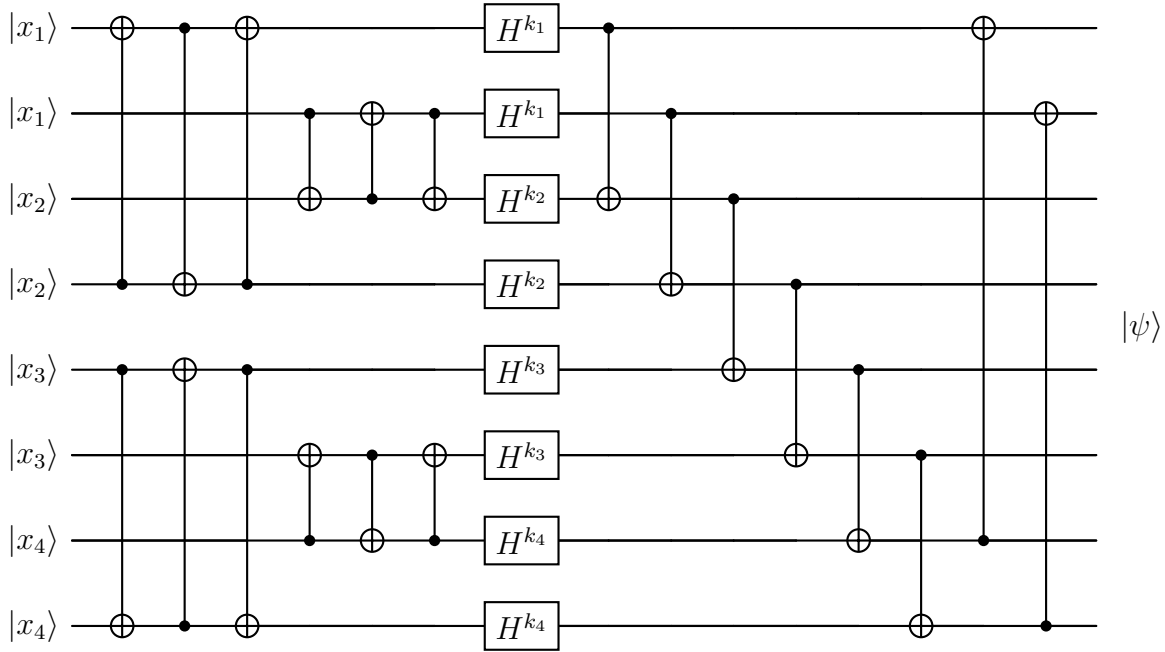 |x₁⟩ H^{k₁}
|x₁⟩ H^{k₁}
|x₂⟩ H^{k₂}
|x₂⟩ H^{k₂}
|ψ⟩
|x₃⟩ H^{k₃}
|x₃⟩ H^{k₃}
|x₄⟩ H^{k₄}
|x₄⟩ H^{k₄}